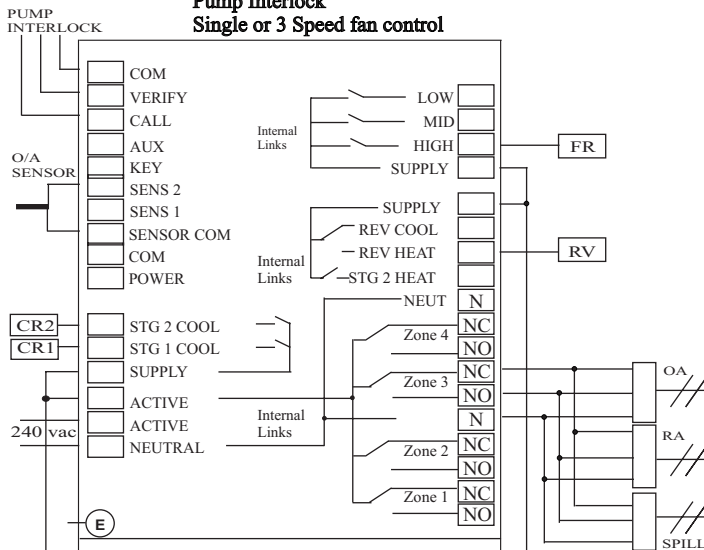 Pump Interlock
Single or 3 Speed fan control
PUMP
INTERLOCK
COM
VERIFY
CALL
AUX
KEY
SENS 2
SENS 1
SENSOR COM
COM
POWER
O/A
SENSOR
STG 2 COOL
STG 1 COOL
SUPPLY
ACTIVE
ACTIVE
NEUTRAL
CR2
CR1
240 vac
E
Internal
Links
LOW
MID
HIGH
SUPPLY
FR
Internal
Links
SUPPLY
REV COOL
REV HEAT
STG 2 HEAT
RV
NEUT N
Zone 4 NC
NO
Zone 3 NC
NO
Internal
Links
N
Zone 2 NC
NO
Zone 1 NC
NO
OA
RA
SPILL